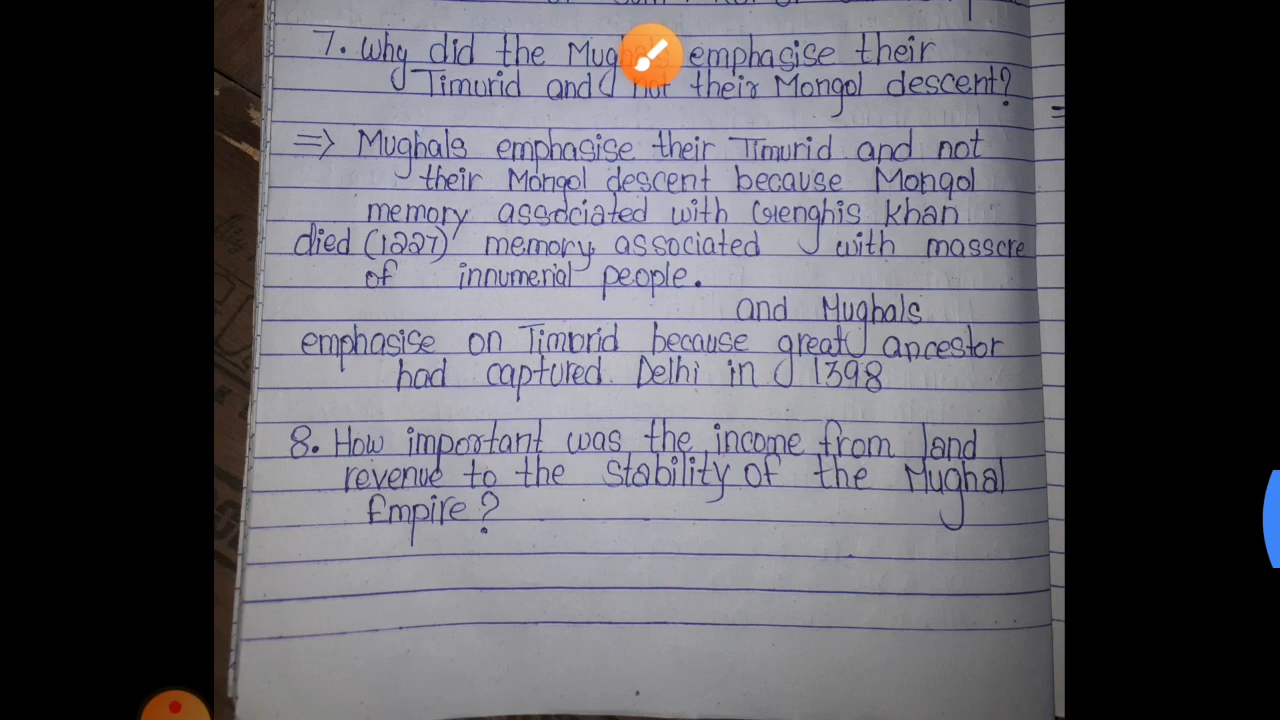 7. Why did the Mug emphasise their
Timurid and not their Mongol descent?
=> Mughals emphasise their Timurid and not
their Mongol descent because Mongol
memory associated with Genghis Khan
died (1227) memory associated with masscre
of innumerial people.
and Mughals
emphasise on Timurid because great ancestor
had captured Delhi in 1398
8. How important was the income from land
revenue to the stability of the Mughal
Empire?